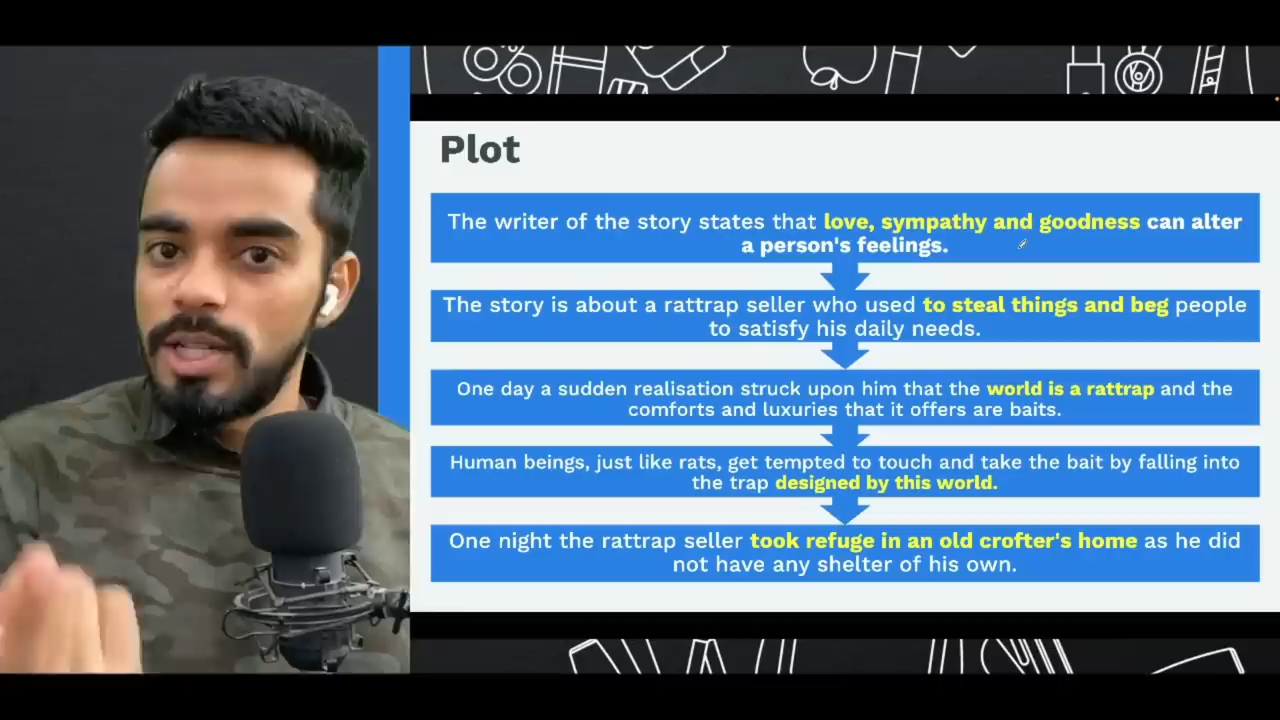 Plot
The writer of the story states that love, sympathy and goodness can alter
a person's feelings.
The story is about a rattrap seller who used to steal things and beg people
to satisfy his daily needs.
One day a sudden realisation struck upon him that the world is a rattrap and the
comforts and luxuries that it offers are baits.
Human beings, just like rats, get tempted to touch and take the bait by falling into
the trap designed by this world.
One night the rattrap seller took refuge in an old crofter's home as he did
not have any shelter of his own.